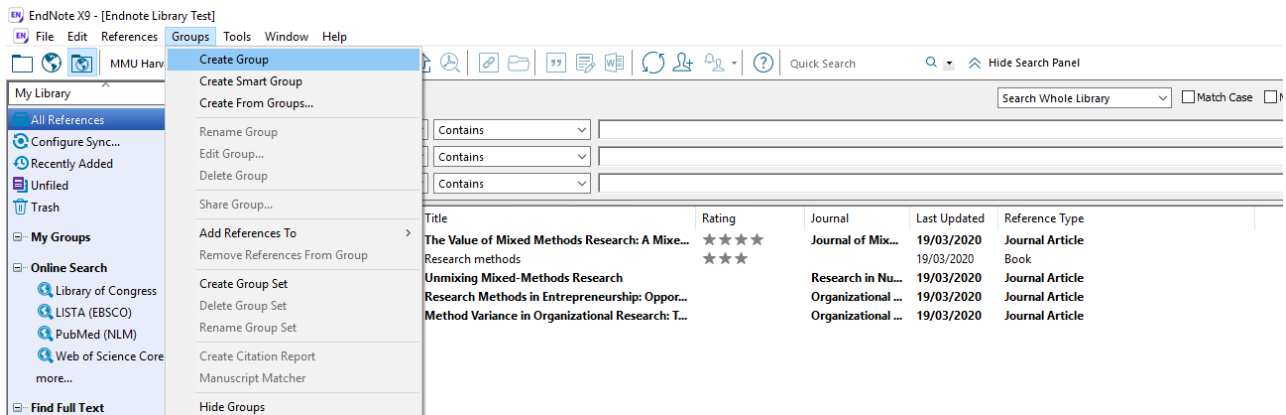 EN EndNote X9 - [Endnote Library Test]
EN File Edit References Groups Tools Window Help
MMU Harv
Quick Search
Hide Search Panel
Create Group
Create Smart Group
Create From Groups...
Rename Group
Edit Group...
Delete Group
Share Group...
Add References To
Remove References From Group
Create Group Set
Delete Group Set
Rename Group Set
Create Citation Report
Manuscript Matcher
Hide Groups
My Library
All References
Configure Sync...
Recently Added
Unfiled
Trash
My Groups
Online Search
Library of Congress
LISTA (EBSCO)
PubMed (NLM)
Web of Science Core
more...
Find Full Text
Search Whole Library Match Case
Contains
Contains
Contains
Title Rating Journal Last Updated Reference Type
The Value of Mixed Methods Research: A Mixe... ★★★★ Journal of Mix... 19/03/2020 Journal Article
Research methods ★★★ 19/03/2020 Book
Unmixing Mixed-Methods Research Research in Nu... 19/03/2020 Journal Article
Research Methods in Entrepreneurship: Oppor... Organizational ... 19/03/2020 Journal Article
Method Variance in Organizational Research: T... Organizational ... 19/03/2020 Journal Article